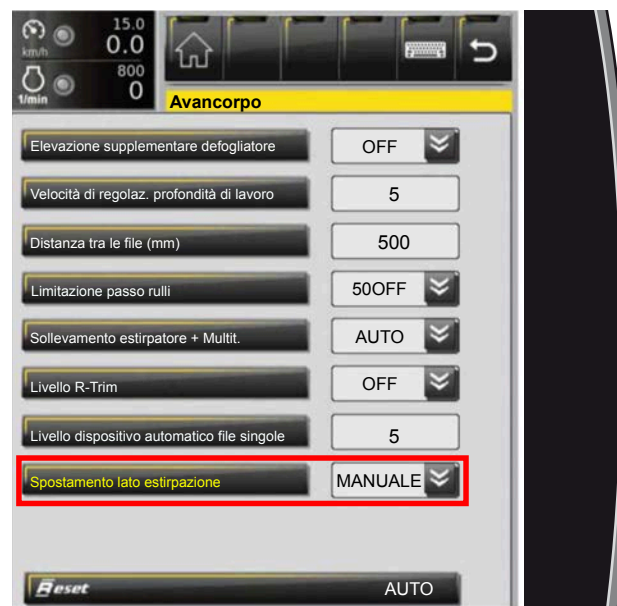 15.0
km/h 0.0
800
1/min 0
Avancorpo
Elevazione supplementare defogliatore OFF
Velocità di regolaz. profondità di lavoro 5
Distanza tra le file (mm) 500
Limitazione passo rulli 50OFF
Sollevamento estirpatore + Multit. AUTO
Livello R-Trim OFF
Livello dispositivo automatico file singole 5
Spostamento lato estirpazione MANUALE
Reset AUTO